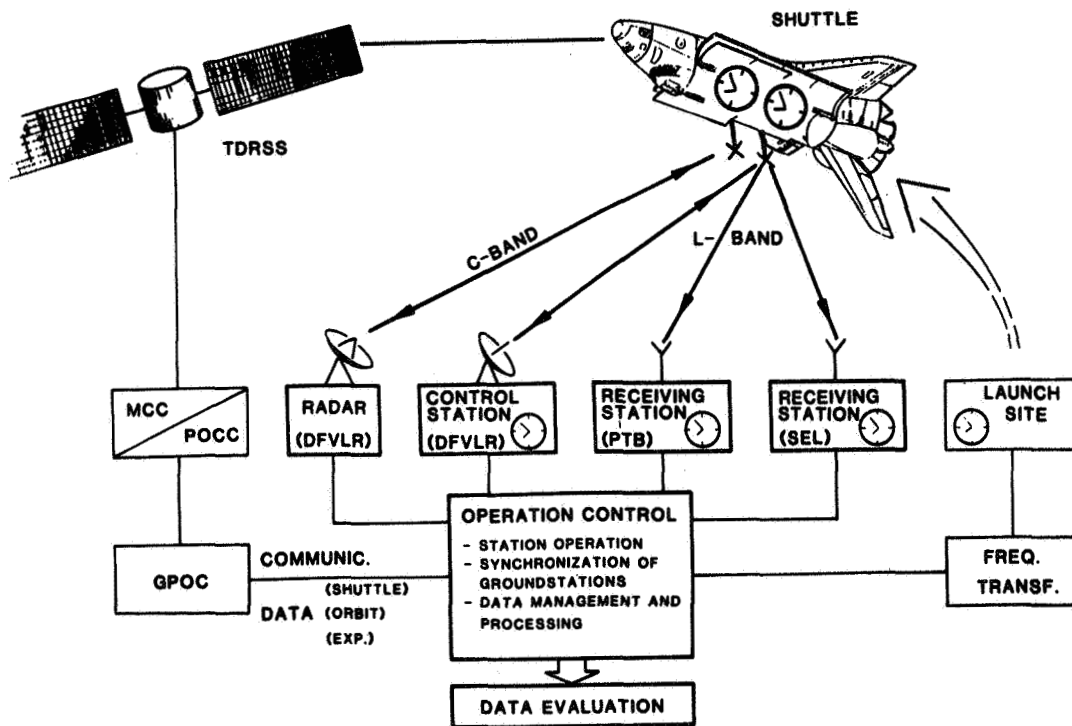 SHUTTLE
TDRSS
C-BAND
L- BAND
MCC
POCC
RADAR
(DFVLR)
CONTROL
STATION
(DFVLR)
RECEIVING
STATION
(PTB)
RECEIVING
STATION
(SEL)
LAUNCH
SITE
GPOC
COMMUNIC.
(SHUTTLE)
DATA (ORBIT)
(EXP.)
OPERATION CONTROL
- STATION OPERATION
- SYNCHRONIZATION OF
GROUNDSTATIONS
- DATA MANAGEMENT AND
PROCESSING
FREQ.
TRANSF.
DATA EVALUATION